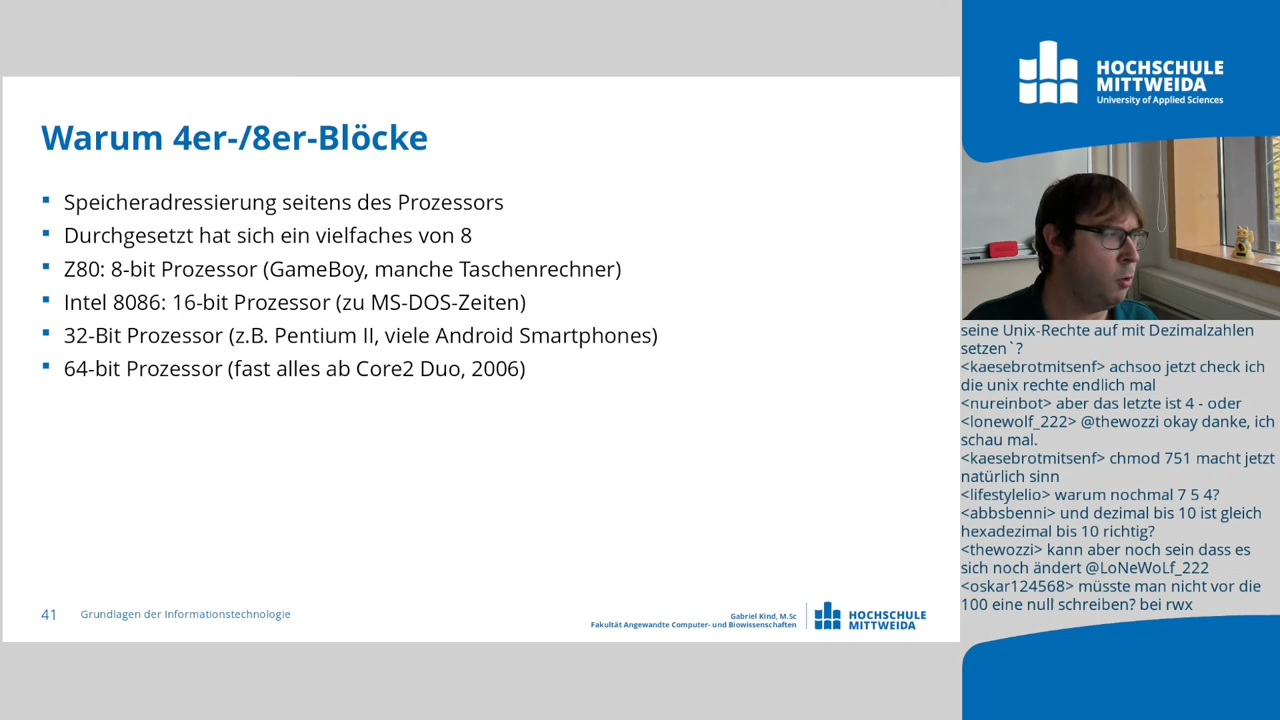 Warum 4er-/8er-Blöcke
Speicheradressierung seitens des Prozessors
Durchgesetzt hat sich ein vielfaches von 8
Z80: 8-bit Prozessor (GameBoy, manche Taschenrechner)
Intel 8086: 16-bit Prozessor (zu MS-DOS-Zeiten)
32-Bit Prozessor (z.B. Pentium II, viele Android Smartphones)
64-bit Prozessor (fast alles ab Core2 Duo, 2006)
41
Grundlagen der Informationstechnologie
Gabriel Kind, M.Sc
Fakultät Angewandte Computer- und Biowissenschaften
HOCHSCHULE
MITTWEIDA
HOCHSCHULE
MITTWEIDA
University of Applied Sciences
seine Unix-Rechte auf mit Dezimalzahlen
setzen`?
<kaesebrotmitsenf> achsoo jetzt check ich
die unix rechte endlich mal
<nureinbot> aber das letzte ist 4 - oder
<lonewolf_222> @thewozzi okay danke, ich
schau mal.
<kaesebrotmitsenf> chmod 751 macht jetzt
natürlich sinn
<lifestylelio> warum nochmal 7 5 4?
<abbsbenni> und dezimal bis 10 ist gleich
hexadezimal bis 10 richtig?
<thewozzi> kann aber noch sein dass es
sich noch ändert @LoNeWoLf_222
<oskar124568> müsste man nicht vor die
100 eine null schreiben? bei rwx